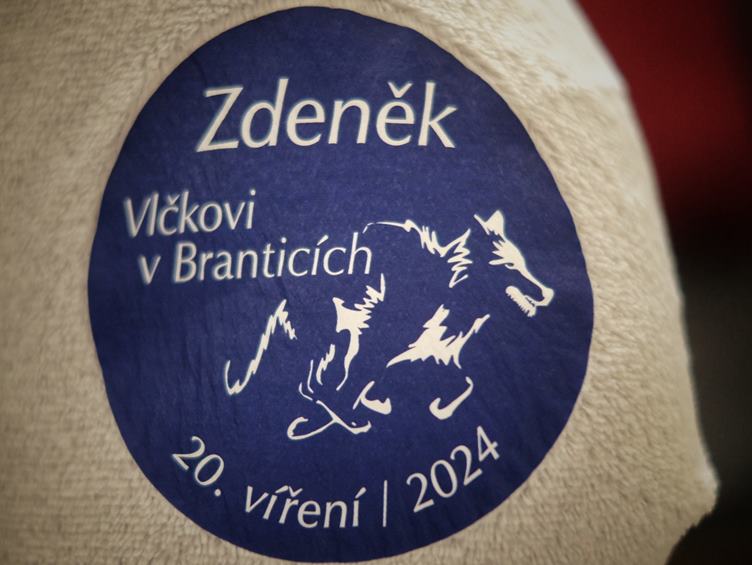 Zdeněk
Vlčkovi
v Branticích
20. víření | 2024